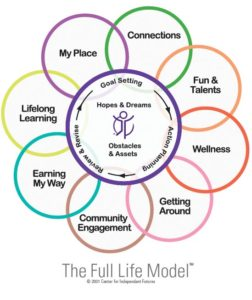 Connections
My Place
Fun &
Talents
Goal Setting
Hopes & Dreams
Lifelong
Learning
Action Planning
Review & Revise
Obstacles
& Assets
Wellness
Earning
My Way
Getting
Around
Community
Engagement
The Full Life Model™
© 2001 Center for Independent Futures